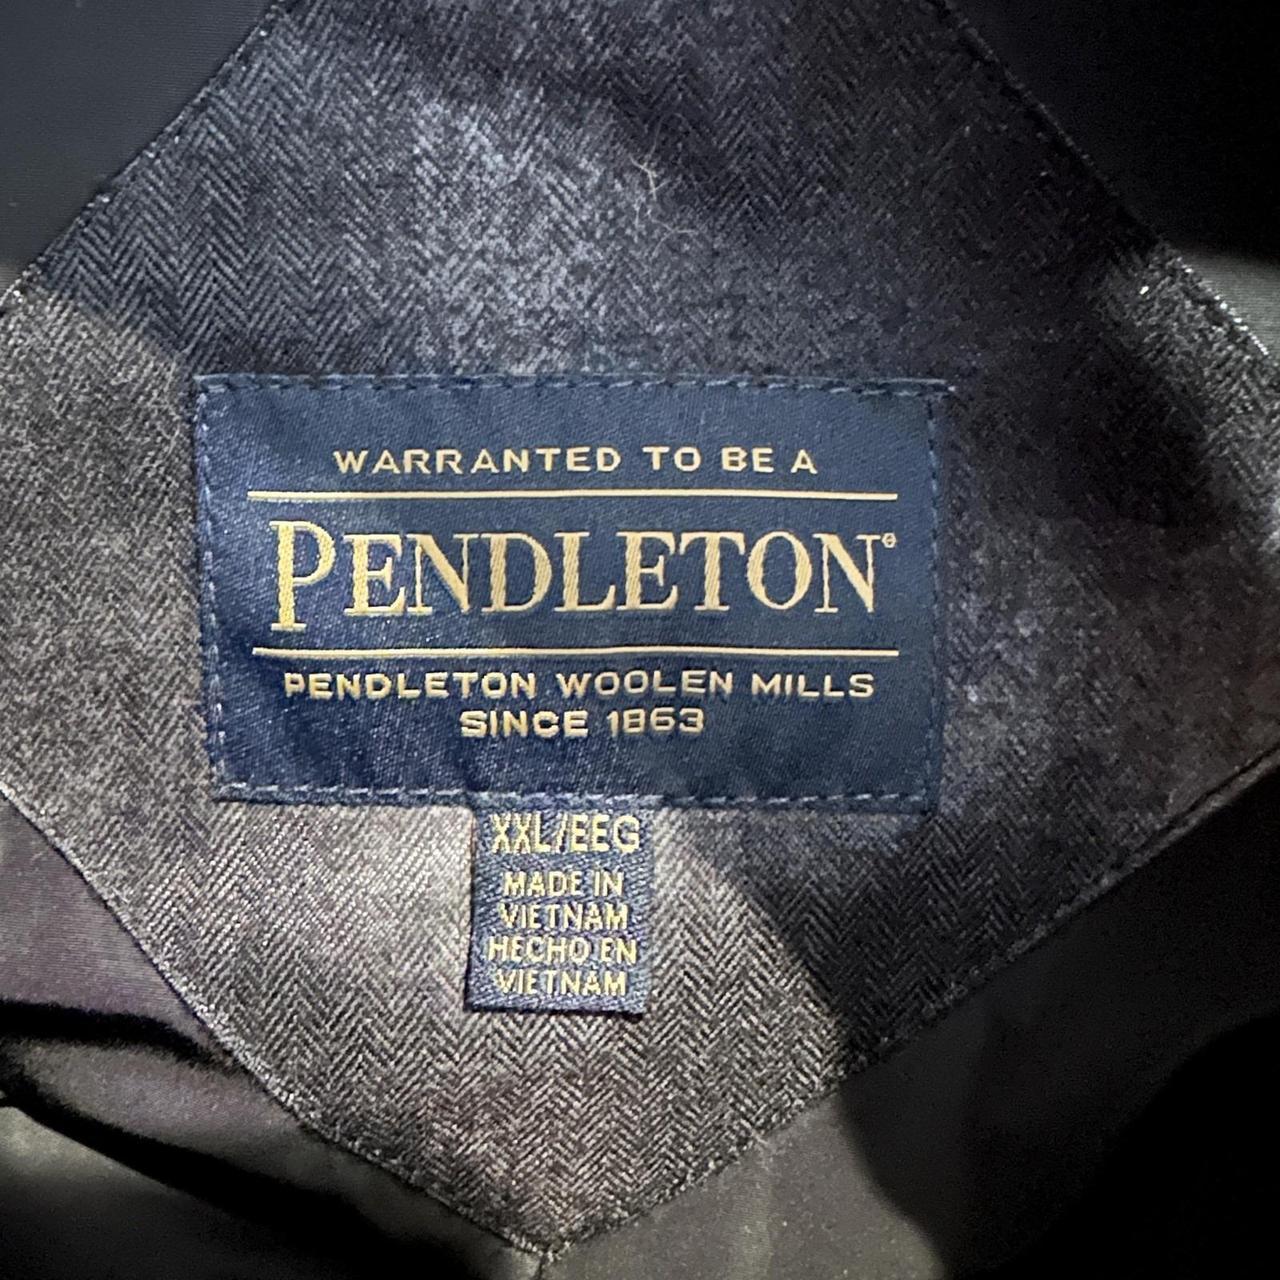 WARRANTED TO BE A
PENDLETON®
PENDLETON WOOLEN MILLS
SINCE 1863
XXL/EEG
MADE IN
VIETNAM
HECHO EN
VIETNAM